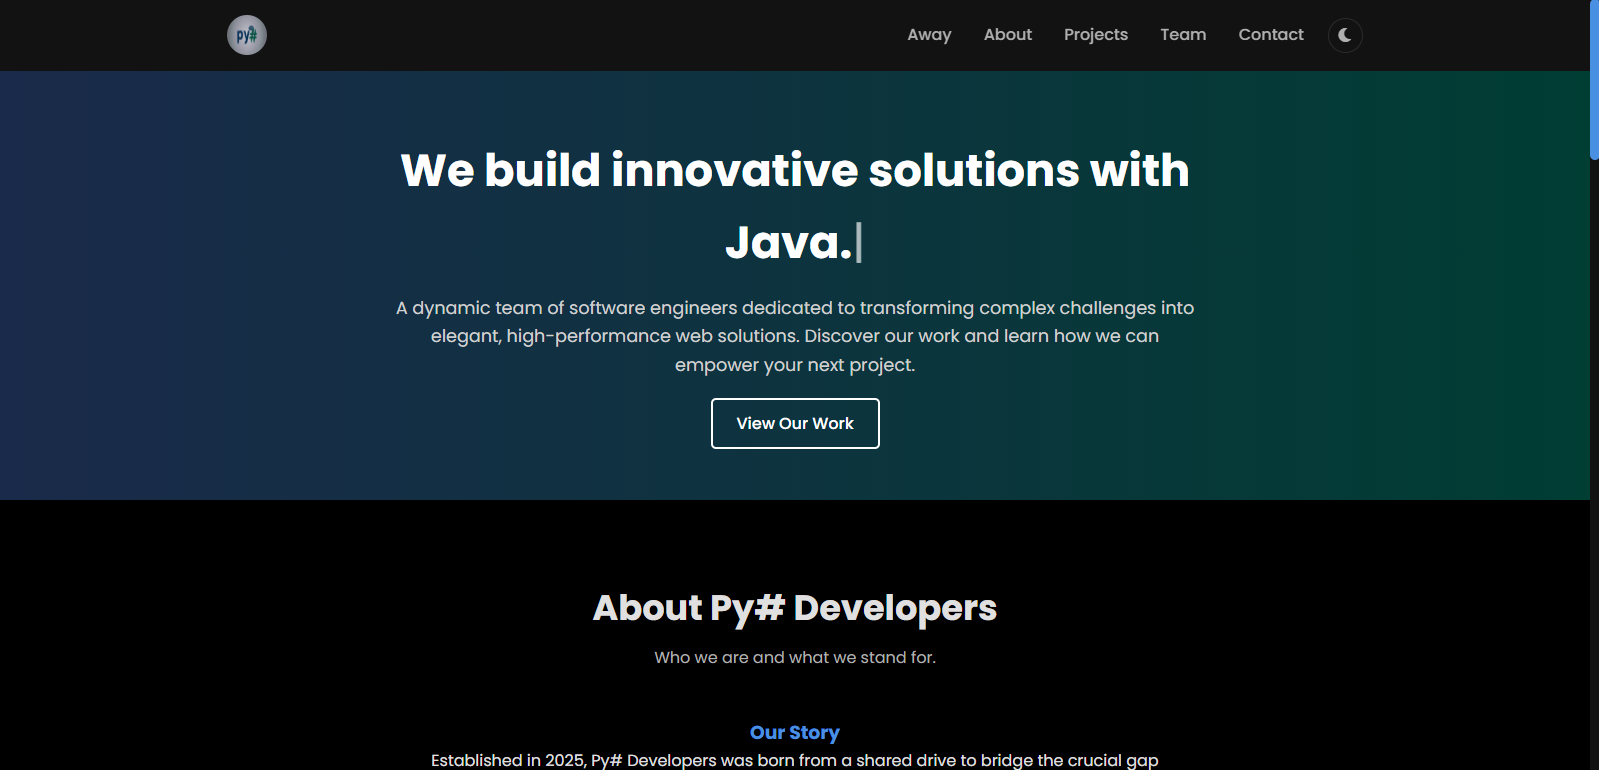 py#
Away About Projects Team Contact
We build innovative solutions with
Java.|
A dynamic team of software engineers dedicated to transforming complex challenges into
elegant, high-performance web solutions. Discover our work and learn how we can
empower your next project.
View Our Work
About Py# Developers
Who we are and what we stand for.
Our Story
Established in 2025, Py# Developers was born from a shared drive to bridge the crucial gap